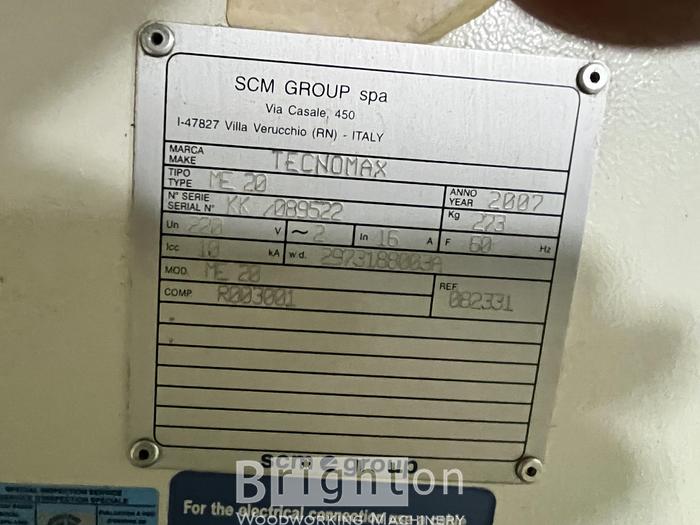 SCM GROUP spa
Via Casale, 450
I-47827 Villa Verucchio (RN) - ITALY
MARCA
MAKE TECNOMAX
TIPO
TYPE ME 20 ANNO YEAR 2007
N° SERIE
SERIAL N° KK /089522 Kg 223
Un 220 V ~ 2 In 16 A F 60 Hz
Icc 10 kA w.d. 2973188003A
MOD. ME 20
COMP. R003001 REF. 082331
scm group
Brighton
WOODWORKING MACHINERY
For the electrical connection